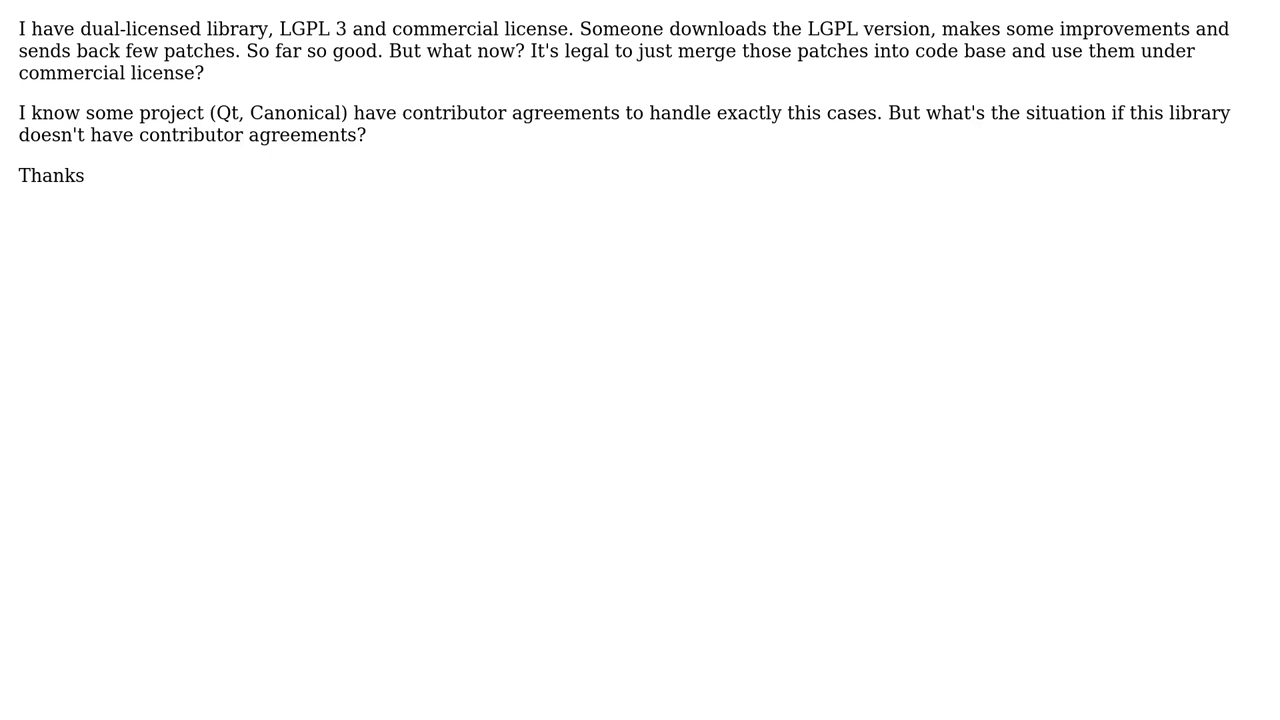 I have dual-licensed library, LGPL 3 and commercial license. Someone downloads the LGPL version, makes some improvements and
sends back few patches. So far so good. But what now? It's legal to just merge those patches into code base and use them under
commercial license?
I know some project (Qt, Canonical) have contributor agreements to handle exactly this cases. But what's the situation if this library
doesn't have contributor agreements?
Thanks